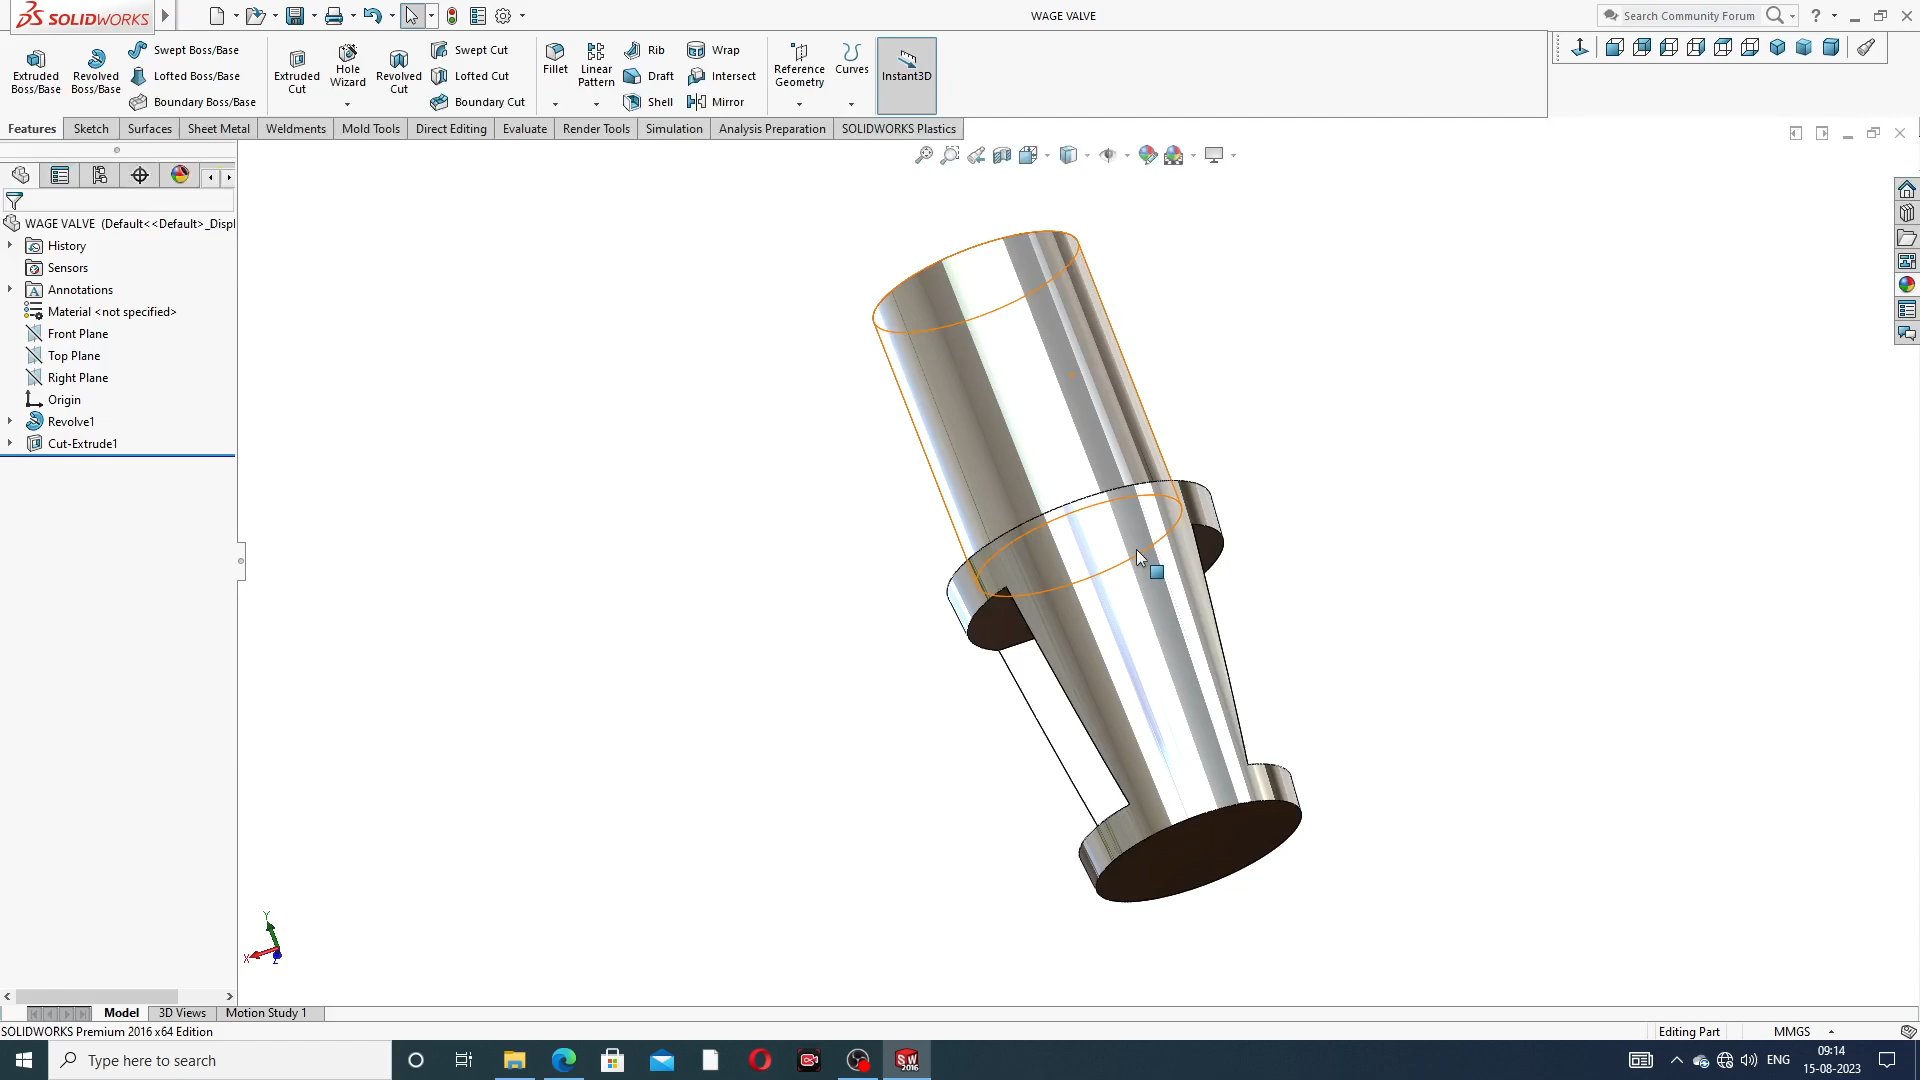 SOLIDWORKS
WAGE VALVE
Search Community Forum
Extruded Boss/Base
Revolved Boss/Base
Swept Boss/Base
Lofted Boss/Base
Boundary Boss/Base
Extruded Cut
Hole Wizard
Revolved Cut
Swept Cut
Lofted Cut
Boundary Cut
Fillet
Linear Pattern
Rib
Draft
Shell
Wrap
Intersect
Mirror
Reference Geometry
Curves
Instant3D
Features
Sketch
Surfaces
Sheet Metal
Weldments
Mold Tools
Direct Editing
Evaluate
Render Tools
Simulation
Analysis Preparation
SOLIDWORKS Plastics
WAGE VALVE (Default<<Default>_Displ
History
Sensors
Annotations
Material <not specified>
Front Plane
Top Plane
Right Plane
Origin
Revolve1
Cut-Extrude1
Y
X
Z
Model
3D Views
Motion Study 1
SOLIDWORKS Premium 2016 x64 Edition
Editing Part
MMGS
Type here to search
SW
2016
ENG
09:14
15-08-2023